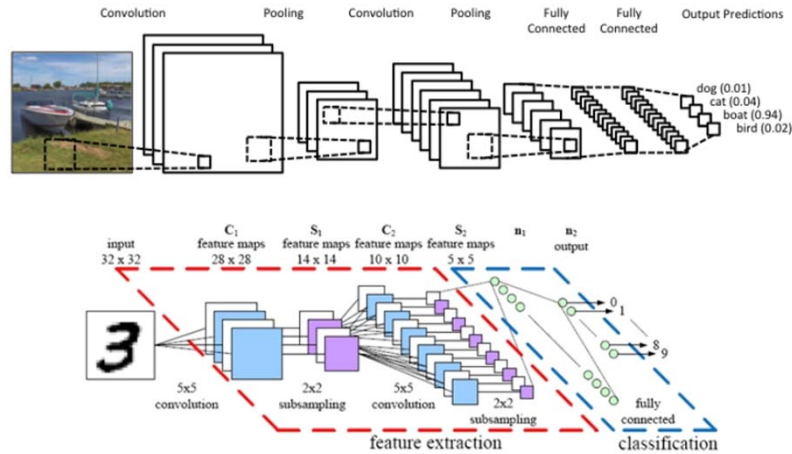 Convolution Pooling Convolution Pooling Fully Connected Fully Connected Output Predictions
dog (0.01)
cat (0.04)
boat (0.94)
bird (0.02)
input
32 x 32
C₁
feature maps
28 x 28
S₁
feature maps
14 x 14
C₂
feature maps
10 x 10
S₂
feature maps
5 x 5
n₁
n₂
output
3
0
1
8
9
5x5
convolution
2x2
subsampling
5x5
convolution
2x2
subsampling
fully
connected
feature extraction
classification